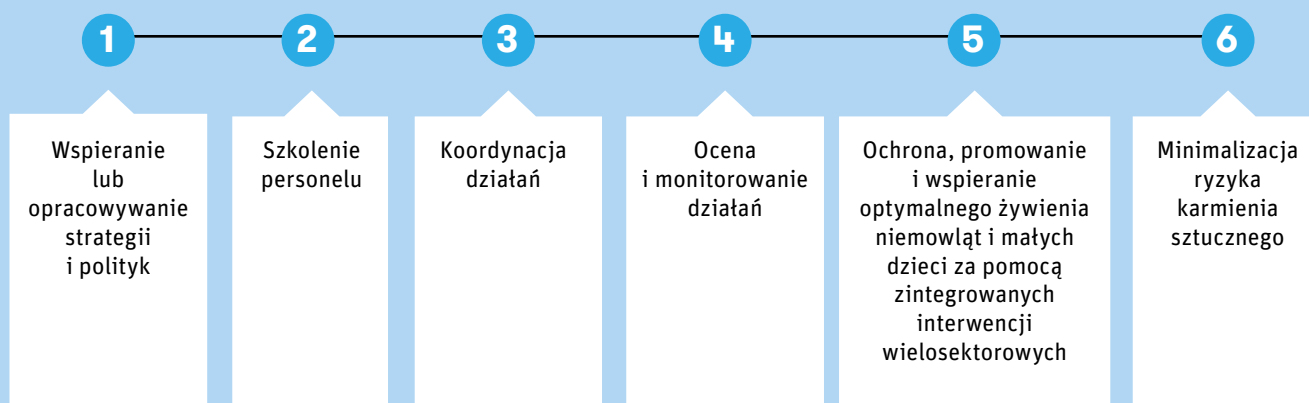 1
2
3
4
5
6
Wspieranie
lub
opracowywanie
strategii
i polityk
Szkolenie
personelu
Koordynacja
działań
Ocena
i monitorowanie
działań
Ochrona, promowanie
i wspieranie
optymalnego żywienia
niemowląt i małych
dzieci za pomocą
zintegrowanych
interwencji
wielosektorowych
Minimalizacja
ryzyka
karmienia
sztucznego